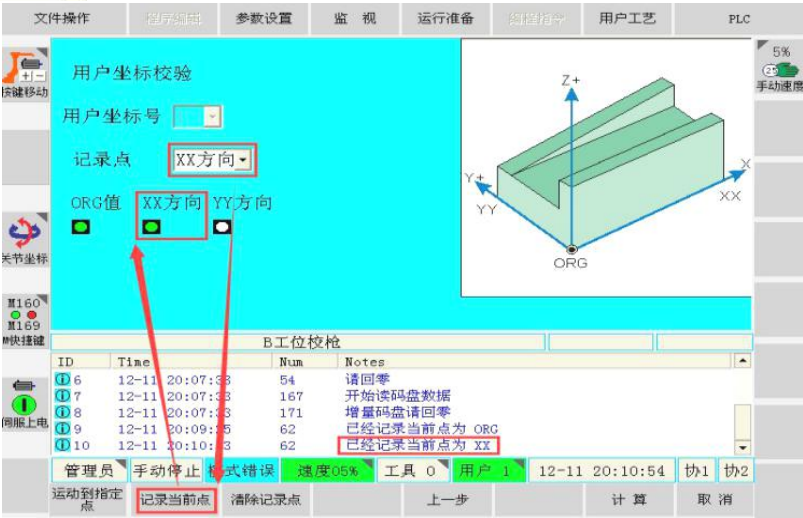 文件操作 程序编辑 参数设置 监 视 运行准备 编程指令 用户工艺 PLC
5%
手动速度
按键移动
用户坐标校验
用户坐标号
记录点 XX方向
ORG值 XX方向 YY方向
Z+
X
XX
Y+
YY
ORG
关节坐标
M160
M169
M快捷键
B工位校枪
ID Time Num Notes
6 12-11 20:07:33 54 请回零
7 12-11 20:07:33 167 开始读码盘数据
8 12-11 20:07:33 171 增量码盘请回零
9 62 已经记录当前点为 ORG
10 62 已经记录当前点为 XX
伺服上电
管理员 手动停止 模式错误 速度05% 工具 0 用户 1 12-11 20:10:54 协1 协2
运动到指定点 记录当前点 清除记录点 上一步 计 算 取 消